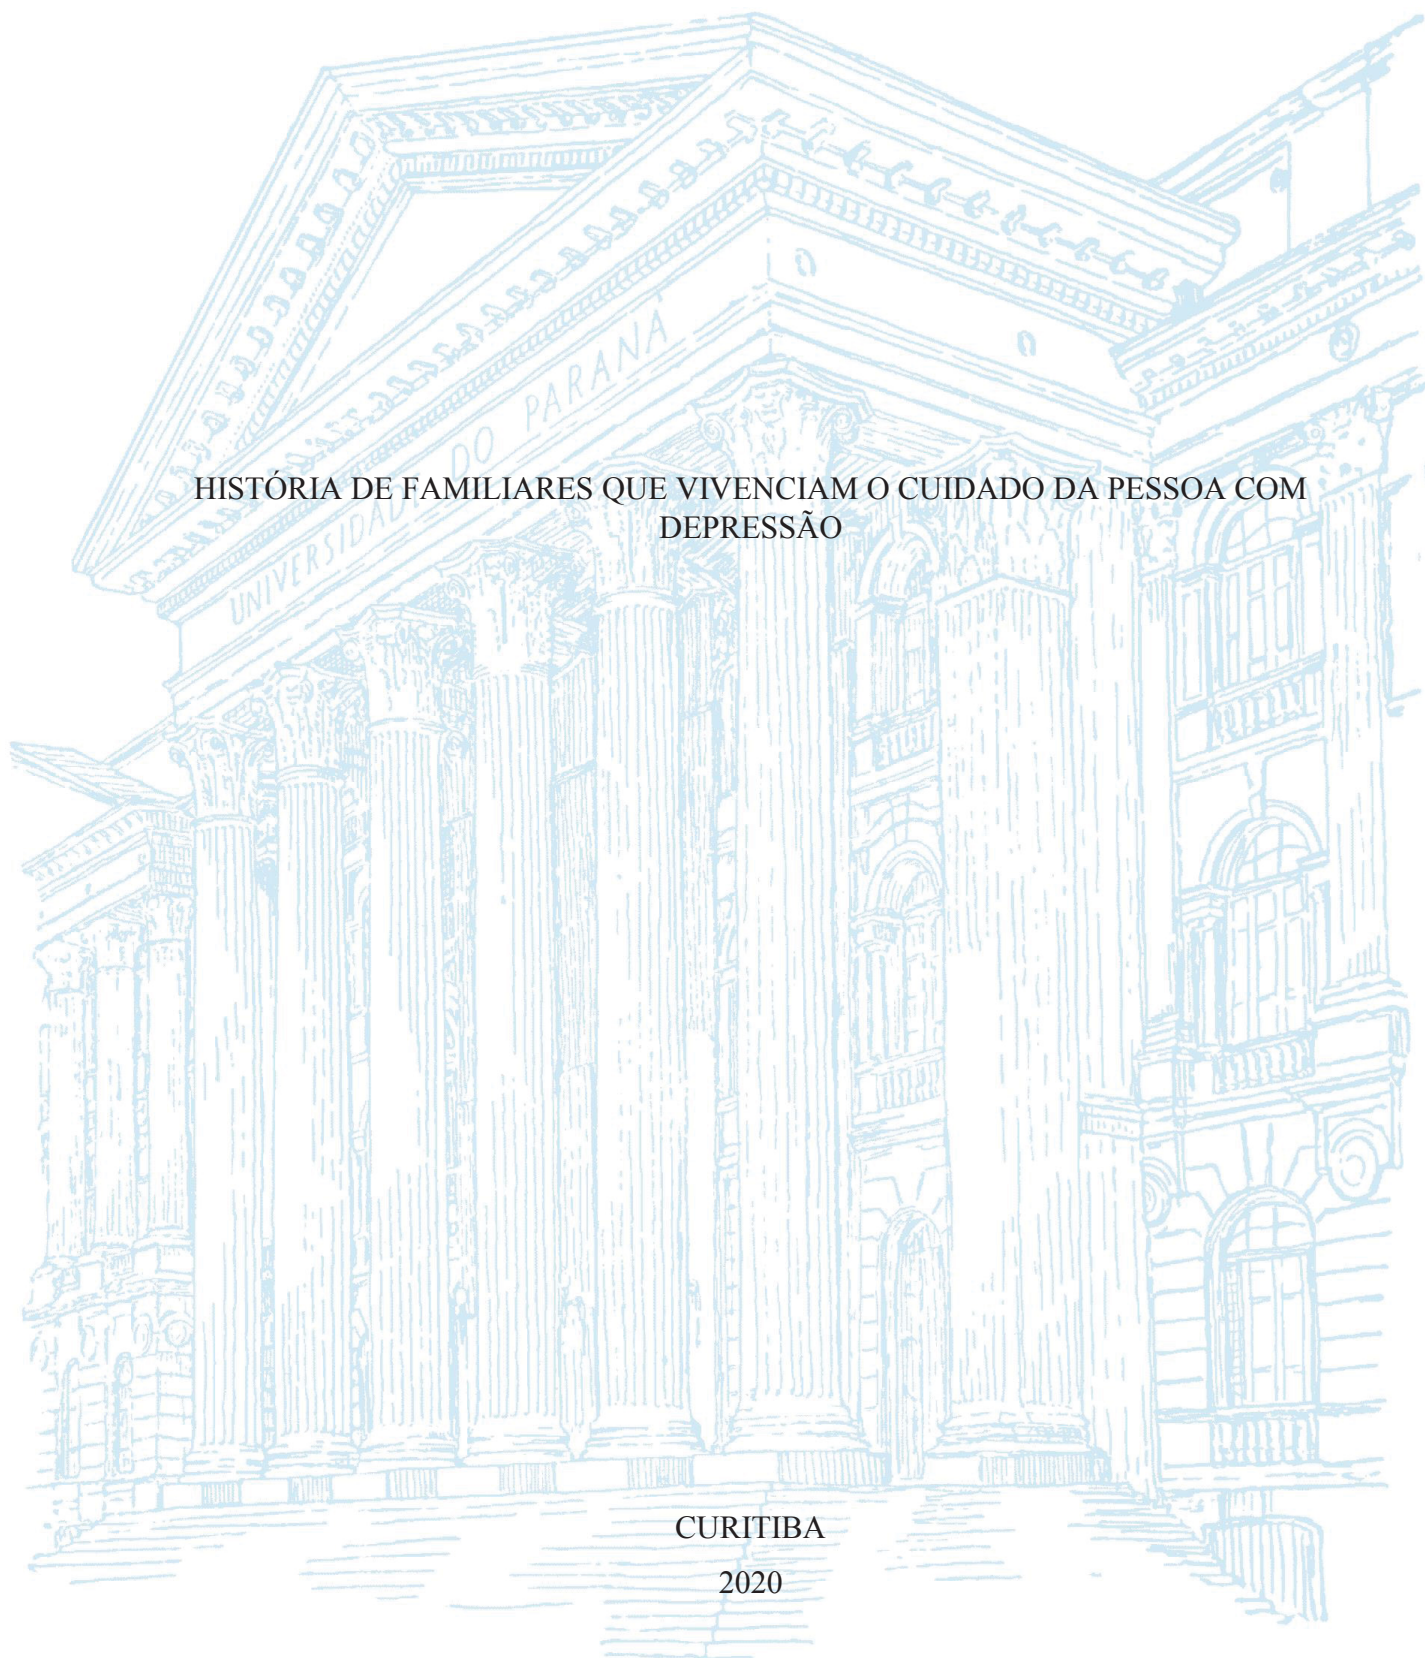 UNIVERSIDADE DO PARANÁ
HISTÓRIA DE FAMILIARES QUE VIVENCIAM O CUIDADO DA PESSOA COM
DEPRESSÃO
CURITIBA
2020